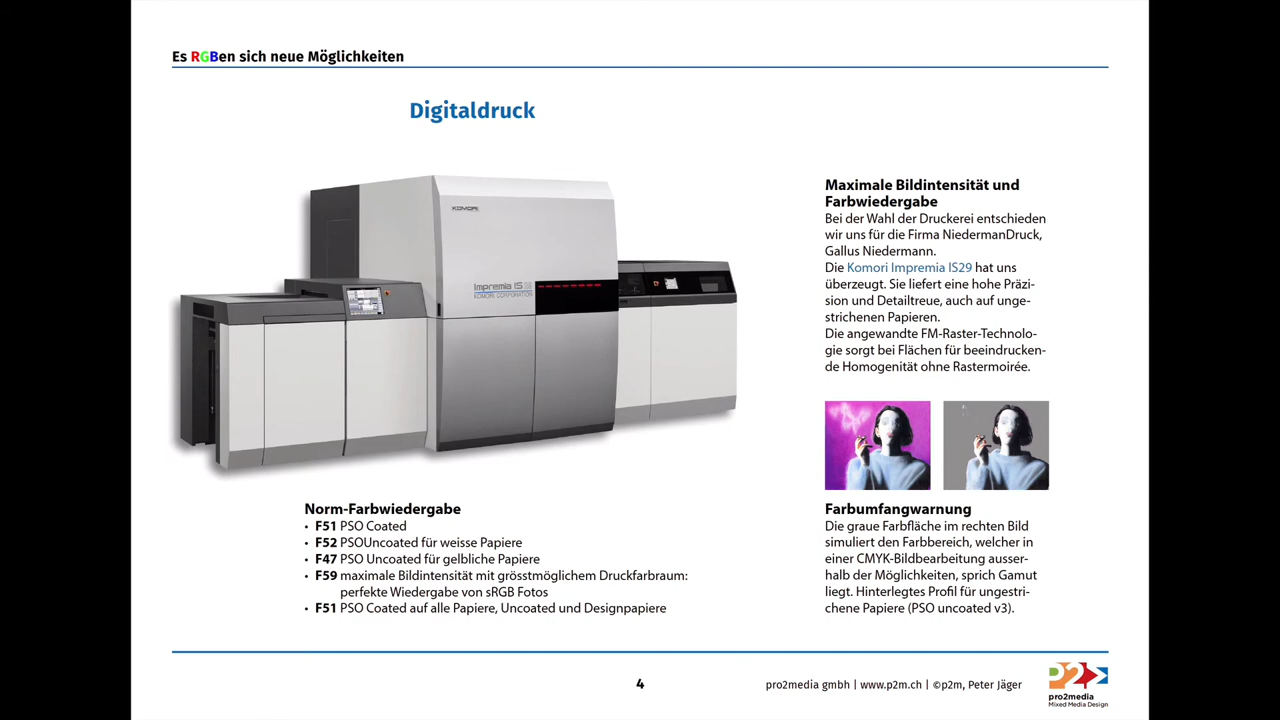 Es RGBen sich neue Möglichkeiten
Digitaldruck
KOMORI
Impremia IS
KOMORI CORPORATION
Maximale Bildintensität und
Farbwiedergabe
Bei der Wahl der Druckerei entschieden
wir uns für die Firma NiedermanDruck,
Gallus Niedermann.
Die Komori Impremia IS29 hat uns
überzeugt. Sie liefert eine hohe Präzi-
sion und Detailtreue, auch auf unge-
strichenen Papieren.
Die angewandte FM-Raster-Technolo-
gie sorgt bei Flächen für beeindrucken-
de Homogenität ohne Rastermoirée.
Norm-Farbwiedergabe
• F51 PSO Coated
• F52 PSOUncoated für weisse Papiere
• F47 PSO Uncoated für gelbliche Papiere
• F59 maximale Bildintensität mit grösstmöglichem Druckfarbraum:
perfekte Wiedergabe von sRGB Fotos
• F51 PSO Coated auf alle Papiere, Uncoated und Designpapiere
Farbumfangwarnung
Die graue Farbfläche im rechten Bild
simuliert den Farbbereich, welcher in
einer CMYK-Bildbearbeitung ausser-
halb der Möglichkeiten, sprich Gamut
liegt. Hinterlegtes Profil für ungestri-
chene Papiere (PSO uncoated v3).
4
pro2media gmbh | www.p2m.ch | ©p2m, Peter Jäger
P2
pro2media
Mixed Media Design